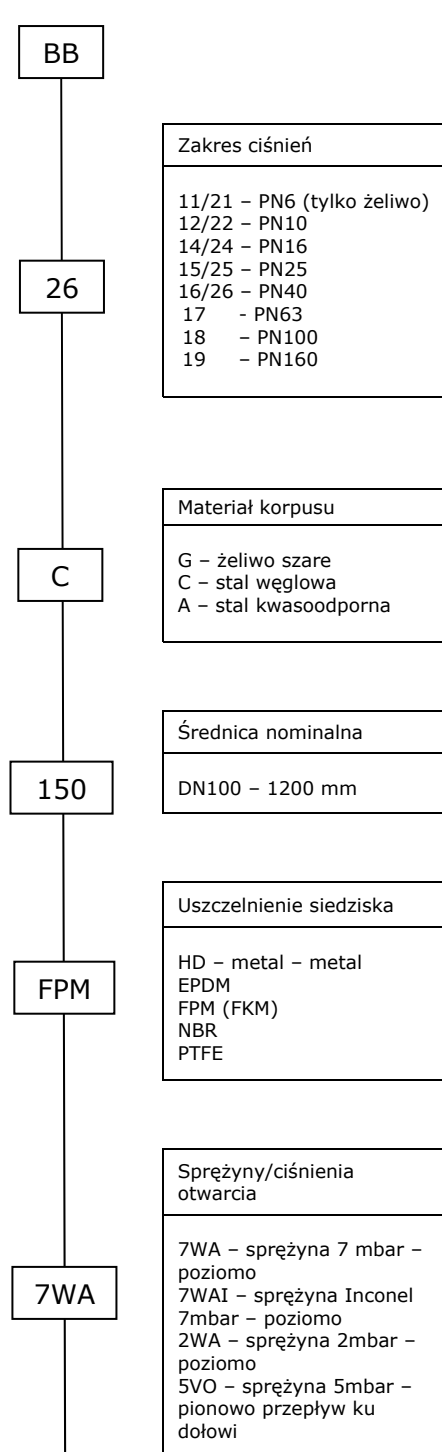 BB
Zakres ciśnień
11/21 – PN6 (tylko żeliwo)
12/22 – PN10
14/24 – PN16
15/25 – PN25
16/26 – PN40
17 - PN63
18 – PN100
19 – PN160
26
Materiał korpusu
G – żeliwo szare
C – stal węglowa
A – stal kwasoodporna
C
Średnica nominalna
DN100 – 1200 mm
150
Uszczelnienie siedziska
HD – metal – metal
EPDM
FPM (FKM)
NBR
PTFE
FPM
Sprężyny/ciśnienia
otwarcia
7WA – sprężyna 7 mbar –
poziomo
7WAI – sprężyna Inconel
7mbar – poziomo
2WA – sprężyna 2mbar –
poziomo
5VO – sprężyna 5mbar –
pionowo przepływ ku
dołowi
7WA